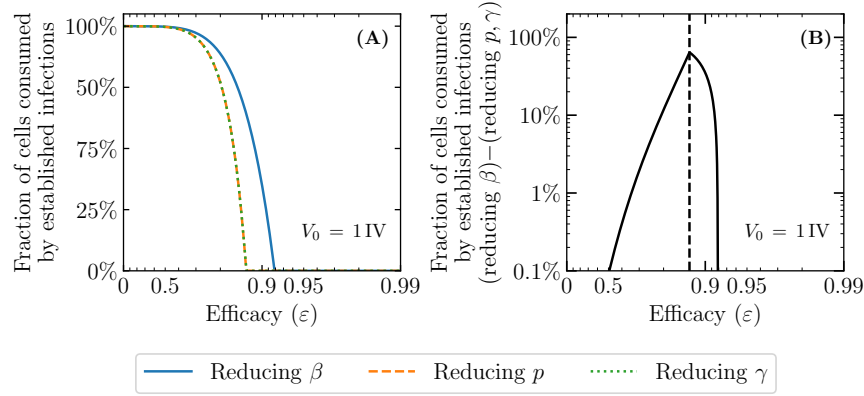 Fraction of cells consumed
by established infections
100%
50%
75%
25%
0%
(A)
V₀ = 1 IV
0 0.5 0.9 0.95 0.99
Efficacy (ε)
Fraction of cells consumed
by established infections
(reducing β)−(reducing p, γ)
100%
10%
1%
0.1%
(B)
V₀ = 1 IV
0 0.5 0.9 0.95 0.99
Efficacy (ε)
Reducing β Reducing p Reducing γ